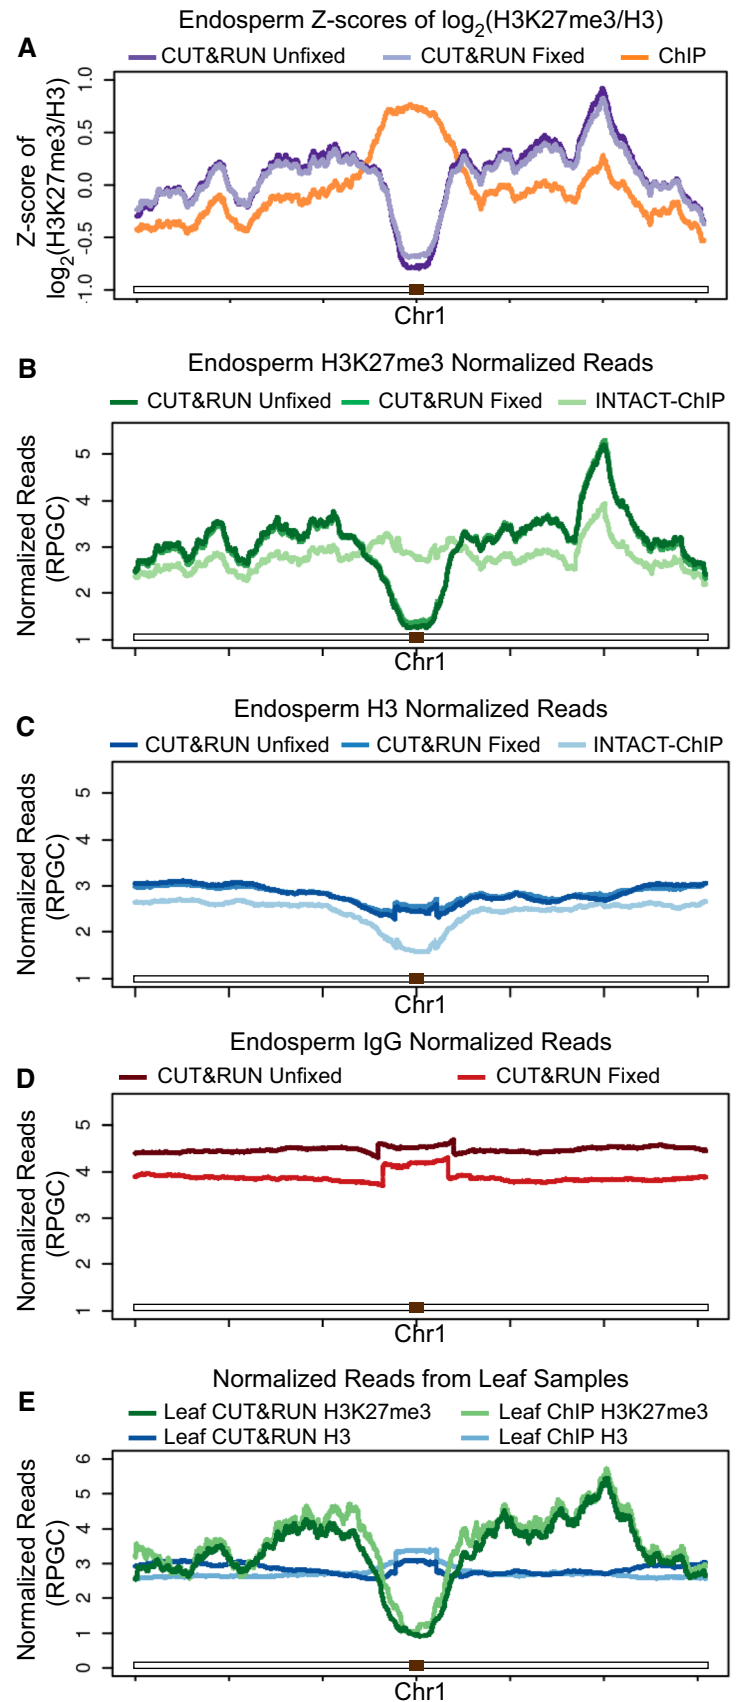 Endosperm Z-scores of log2(H3K27me3/H3)
A
CUT&RUN Unfixed CUT&RUN Fixed ChIP
Z-score of
log2(H3K27me3/H3)
1.0
0.5
0.0
-0.5
-1.0
Chr1
Endosperm H3K27me3 Normalized Reads
B
CUT&RUN Unfixed CUT&RUN Fixed INTACT-ChIP
Normalized Reads
(RPGC)
5
4
3
2
1
Chr1
Endosperm H3 Normalized Reads
C
CUT&RUN Unfixed CUT&RUN Fixed INTACT-ChIP
Normalized Reads
(RPGC)
5
4
3
2
1
Chr1
Endosperm IgG Normalized Reads
D
CUT&RUN Unfixed CUT&RUN Fixed
Normalized Reads
(RPGC)
5
4
3
2
1
Chr1
Normalized Reads from Leaf Samples
E
Leaf CUT&RUN H3K27me3 Leaf ChIP H3K27me3
Leaf CUT&RUN H3 Leaf ChIP H3
Normalized Reads
(RPGC)
6
5
4
3
2
1
0
Chr1